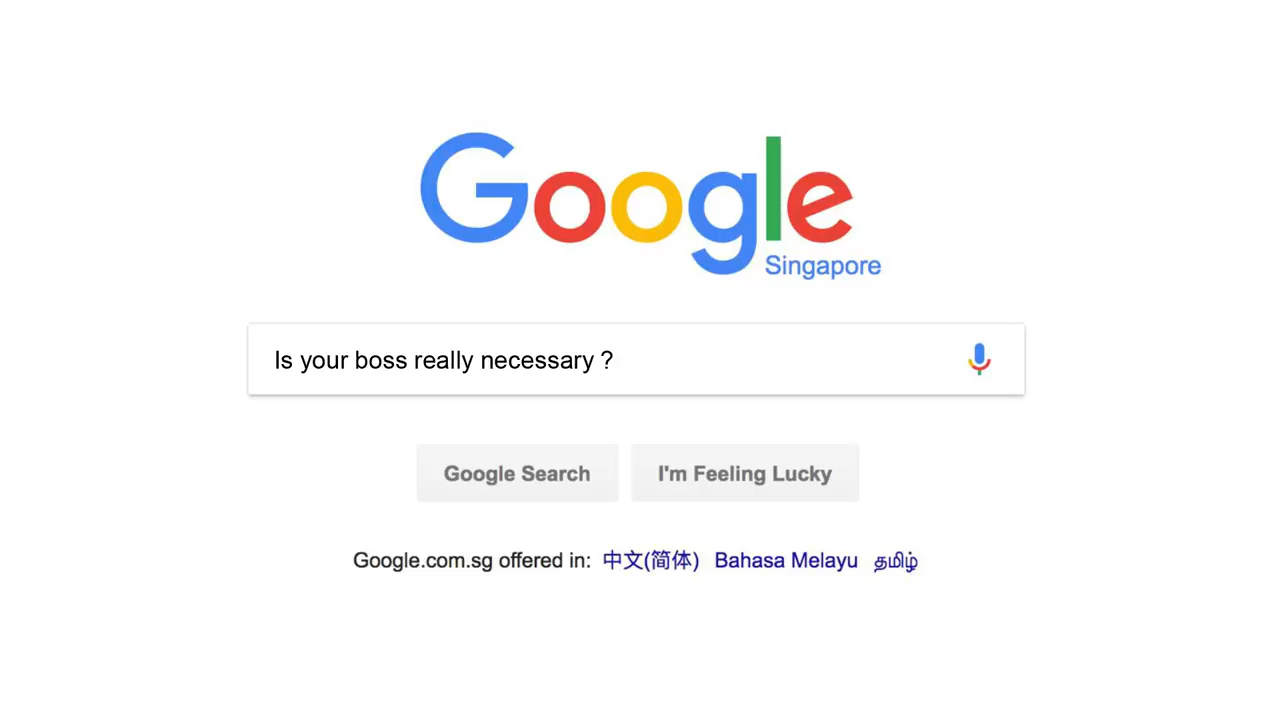 Google
Singapore
Is your boss really necessary ?
Google Search
I'm Feeling Lucky
Google.com.sg offered in: 中文(简体) Bahasa Melayu தமிழ்